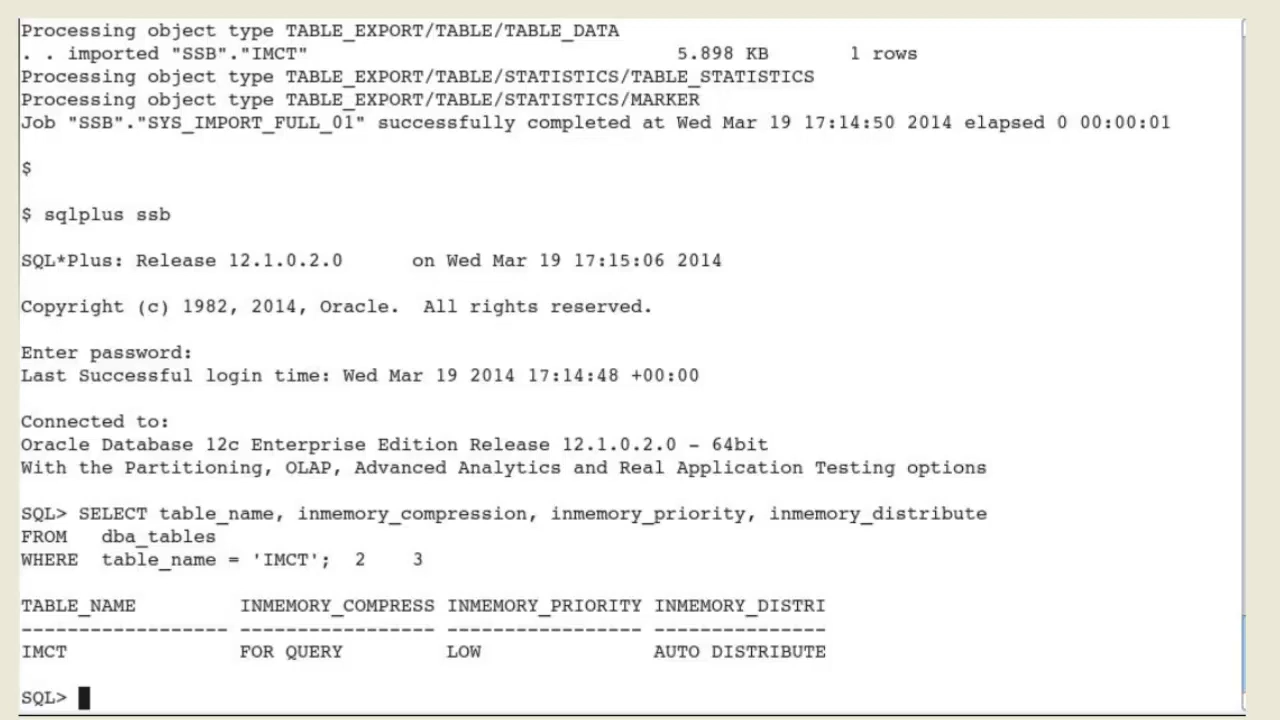 Processing object type TABLE_EXPORT/TABLE/TABLE_DATA
. . imported "SSB"."IMCT" 5.898 KB 1 rows
Processing object type TABLE_EXPORT/TABLE/STATISTICS/TABLE_STATISTICS
Processing object type TABLE_EXPORT/TABLE/STATISTICS/MARKER
Job "SSB"."SYS_IMPORT_FULL_01" successfully completed at Wed Mar 19 17:14:50 2014 elapsed 0 00:00:01
$
$ sqlplus ssb
SQL*Plus: Release 12.1.0.2.0 on Wed Mar 19 17:15:06 2014
Copyright (c) 1982, 2014, Oracle. All rights reserved.
Enter password:
Last Successful login time: Wed Mar 19 2014 17:14:48 +00:00
Connected to:
Oracle Database 12c Enterprise Edition Release 12.1.0.2.0 - 64bit
With the Partitioning, OLAP, Advanced Analytics and Real Application Testing options
SQL> SELECT table_name, inmemory_compression, inmemory_priority, inmemory_distribute
FROM dba_tables
WHERE table_name = 'IMCT'; 2 3
TABLE_NAME INMEMORY_COMPRESS INMEMORY_PRIORITY INMEMORY_DISTRI
------------------ ----------------- ----------------- ---------------
IMCT FOR QUERY LOW AUTO DISTRIBUTE
SQL>